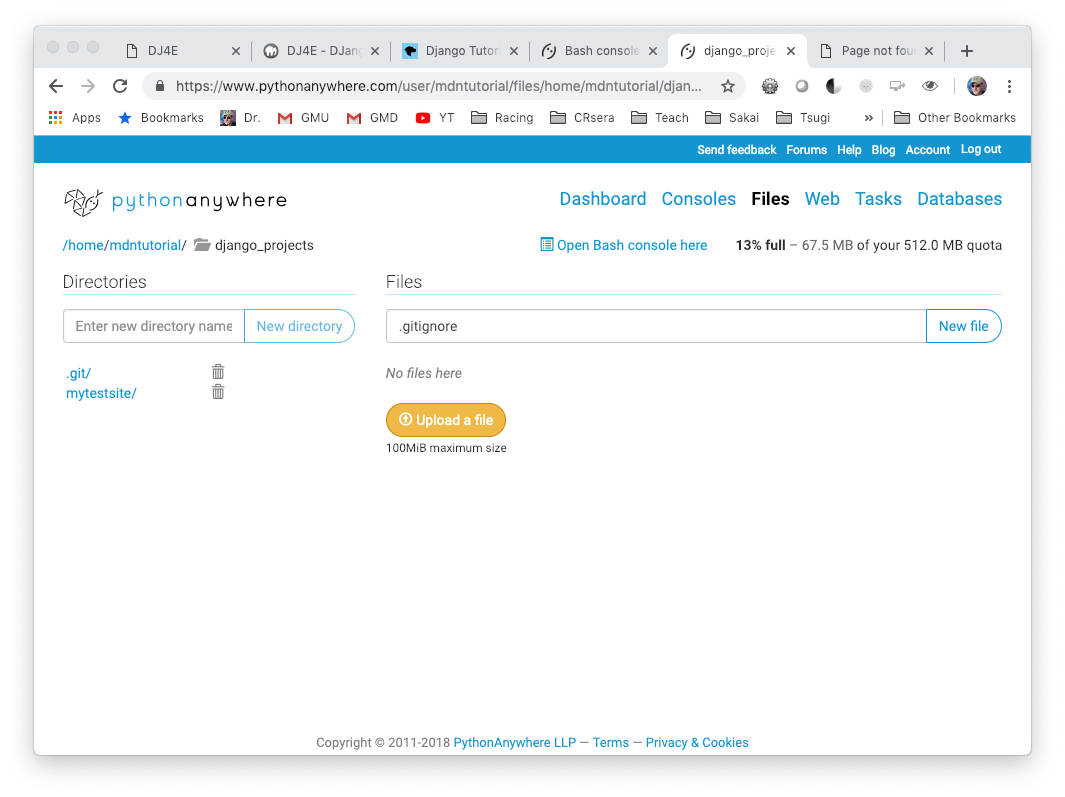 DJ4E
DJ4E - DJan
Django Tutor
Bash console
django_proje
Page not fou
https://www.pythonanywhere.com/user/mdntutorial/files/home/mdntutorial/djan...
Apps Bookmarks Dr. GMU GMD YT Racing CRsera Teach Sakai Tsugi » Other Bookmarks
Send feedback Forums Help Blog Account Log out
pythonanywhere
Dashboard Consoles Files Web Tasks Databases
/home/mdntutorial/ django_projects
Open Bash console here 13% full – 67.5 MB of your 512.0 MB quota
Directories
Files
Enter new directory name New directory
.gitignore New file
.git/
mytestsite/
No files here
Upload a file
100MiB maximum size
Copyright © 2011-2018 PythonAnywhere LLP — Terms — Privacy & Cookies